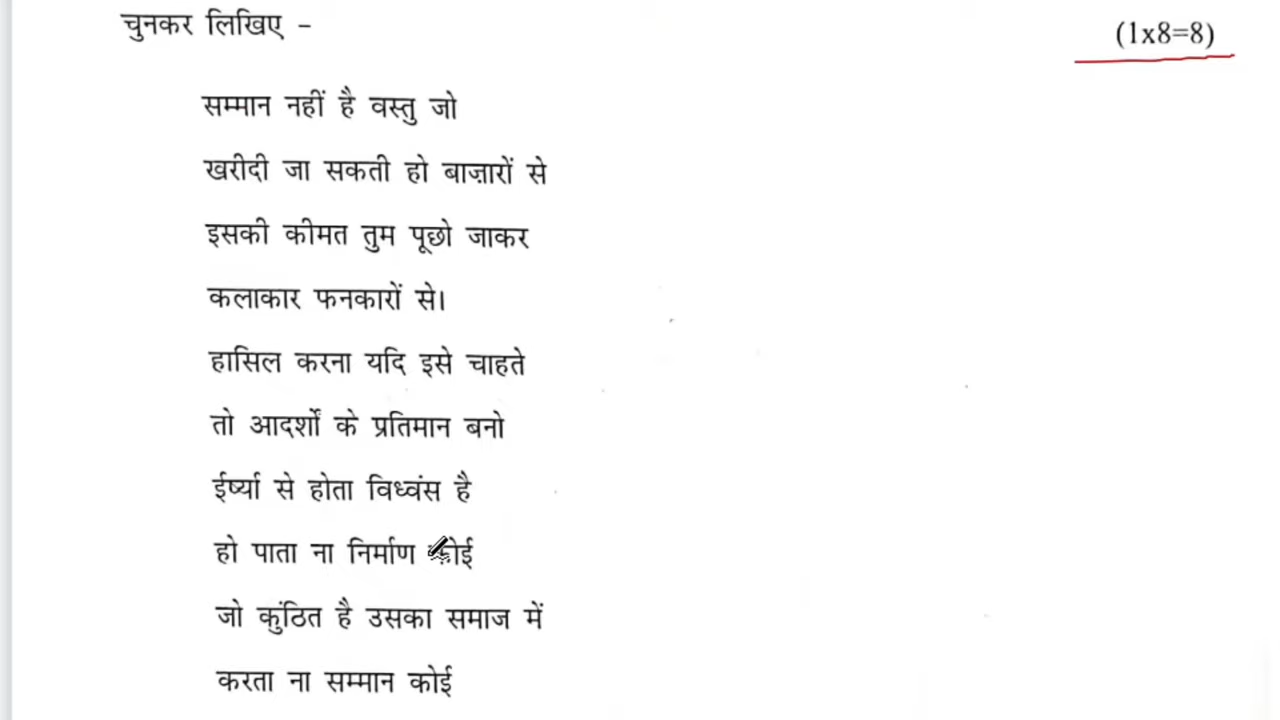 चुनकर लिखिए -
(1x8=8)
सम्मान नहीं है वस्तु जो
खरीदी जा सकती हो बाज़ारों से
इसकी कीमत तुम पूछो जाकर
कलाकार फनकारों से।
हासिल करना यदि इसे चाहते
तो आदर्शों के प्रतिमान बनो
ईर्ष्या से होता विध्वंस है
हो पाता ना निर्माण कोई
जो कुंठित है उसका समाज में
करता ना सम्मान कोई